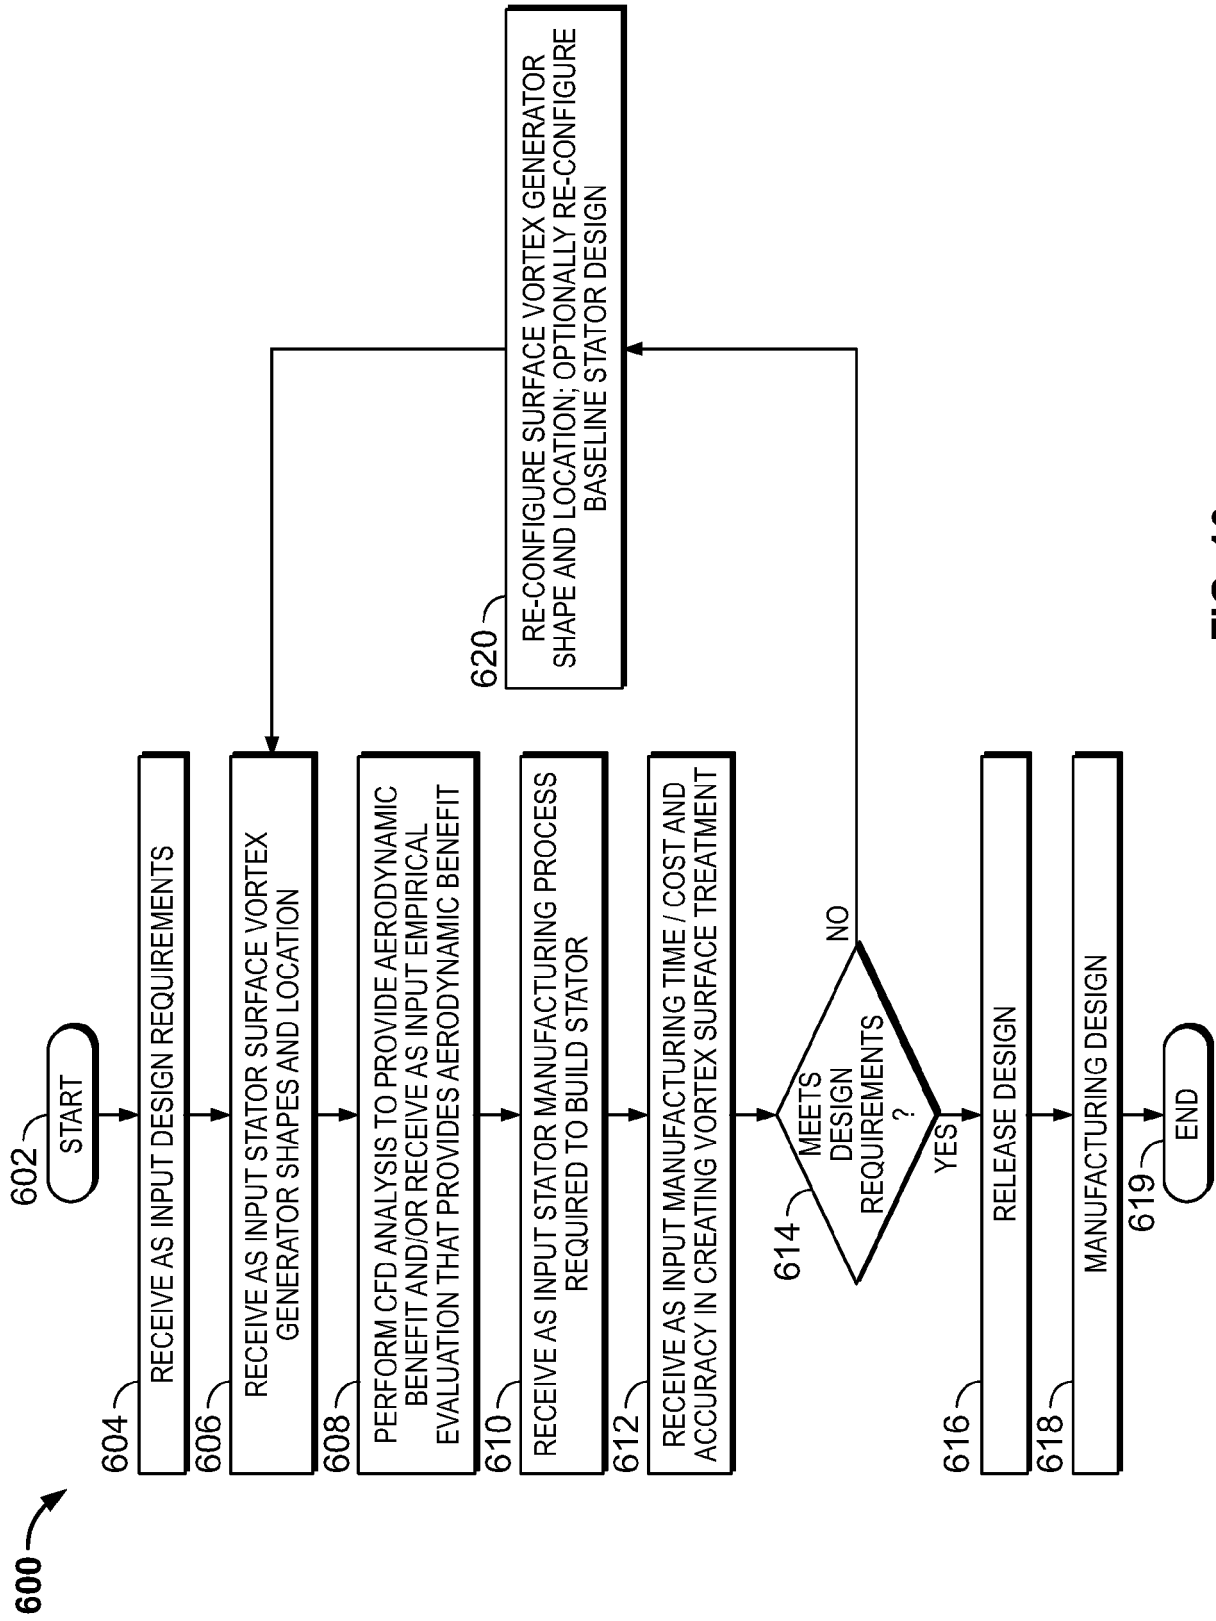 600
602
START
604
RECEIVE AS INPUT DESIGN REQUIREMENTS
606
RECEIVE AS INPUT STATOR SURFACE VORTEX
GENERATOR SHAPES AND LOCATION
608
PERFORM CFD ANALYSIS TO PROVIDE AERODYNAMIC
BENEFIT AND/OR RECEIVE AS INPUT EMPIRICAL
EVALUATION THAT PROVIDES AERODYNAMIC BENEFIT
610
RECEIVE AS INPUT STATOR MANUFACTURING PROCESS
REQUIRED TO BUILD STATOR
612
RECEIVE AS INPUT MANUFACTURING TIME / COST AND
ACCURACY IN CREATING VORTEX SURFACE TREATMENT
614
MEETS
DESIGN
REQUIREMENTS
?
NO
YES
620
RE-CONFIGURE SURFACE VORTEX GENERATOR
SHAPE AND LOCATION; OPTIONALLY RE-CONFIGURE
BASELINE STATOR DESIGN
616
RELEASE DESIGN
618
MANUFACTURING DESIGN
619
END